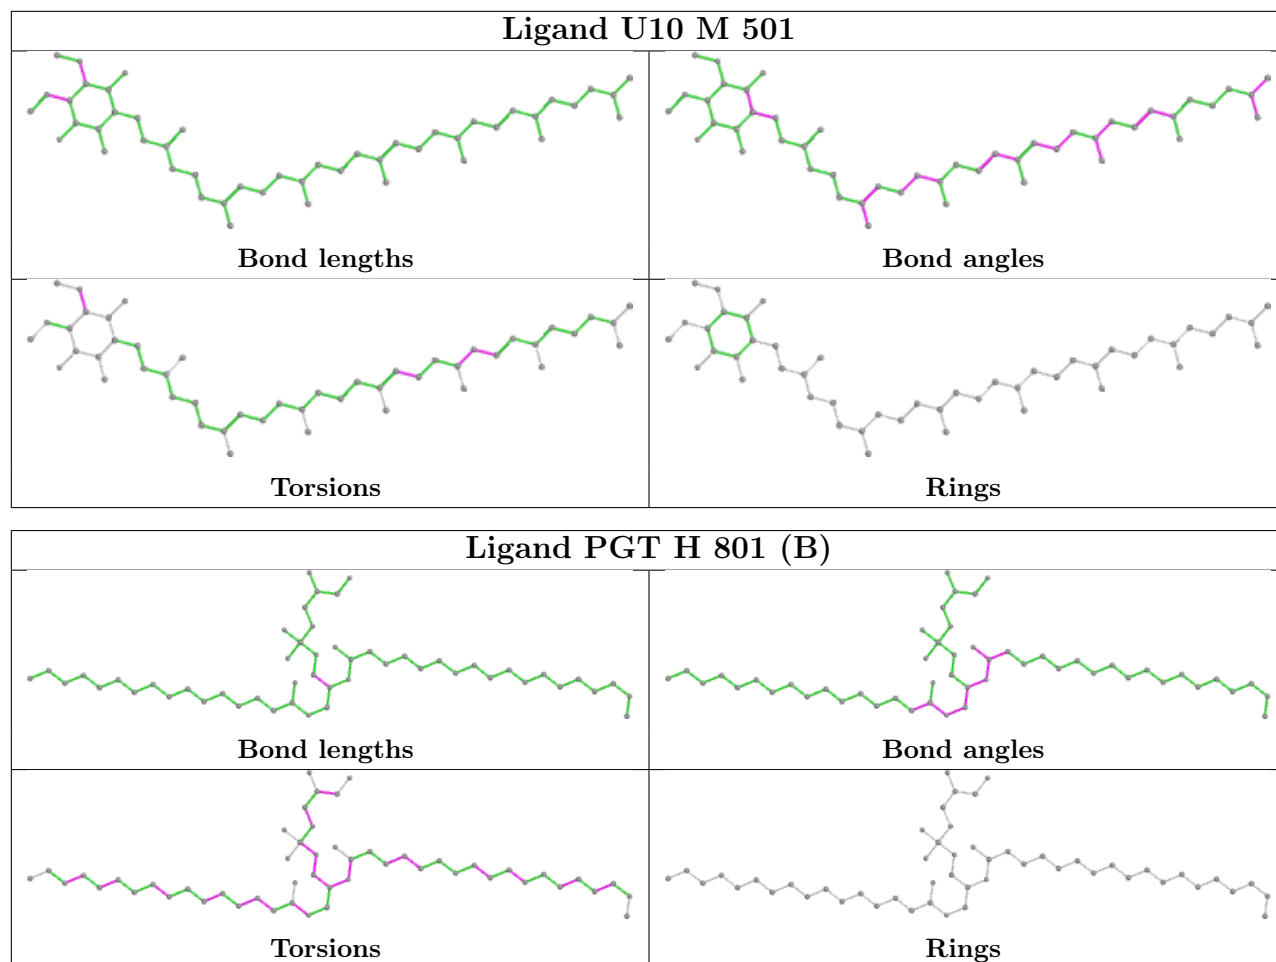 Ligand U10 M 501
Bond lengths
Bond angles
Torsions
Rings
Ligand PGT H 801 (B)
Bond lengths
Bond angles
Torsions
Rings